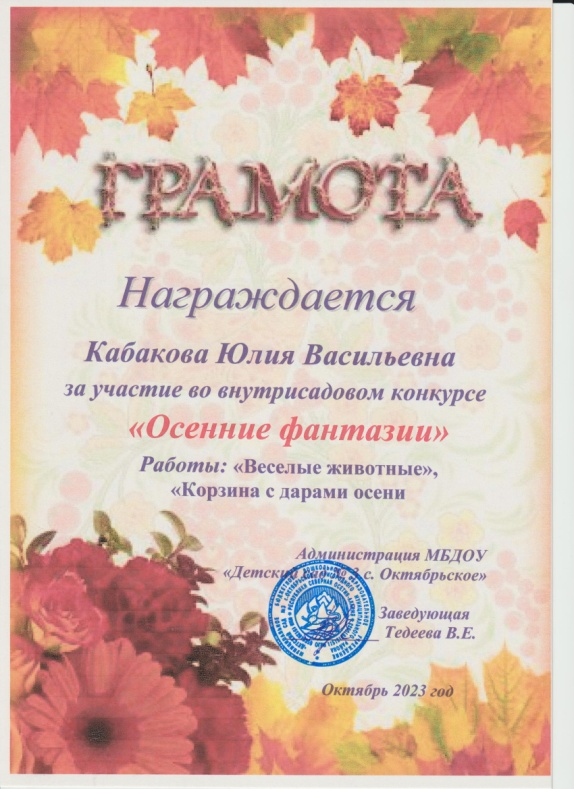 ГРАМОТА
Награждается
Кабакова Юлия Васильевна
за участие во внутрисадовом конкурсе
«Осенние фантазии»
Работы: «Веселые животные»,
«Корзина с дарами осени
Администрация МБДОУ
«Детский с. Октябрьское»
Заведующая
Тедеева В.Е.
Октябрь 2023 год